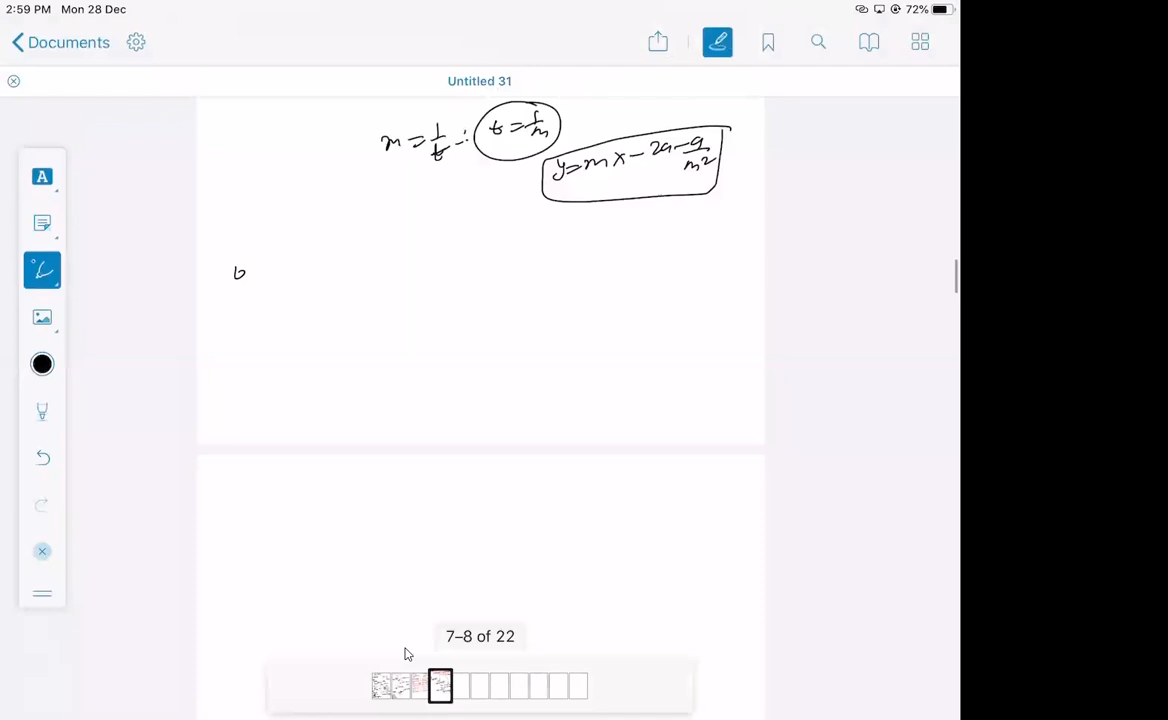 2:59 PM Mon 28 Dec
72%
Documents
Untitled 31
m = 1/t ∴ t = 1/m
y = mx - 2a - a/m²
b
7–8 of 22